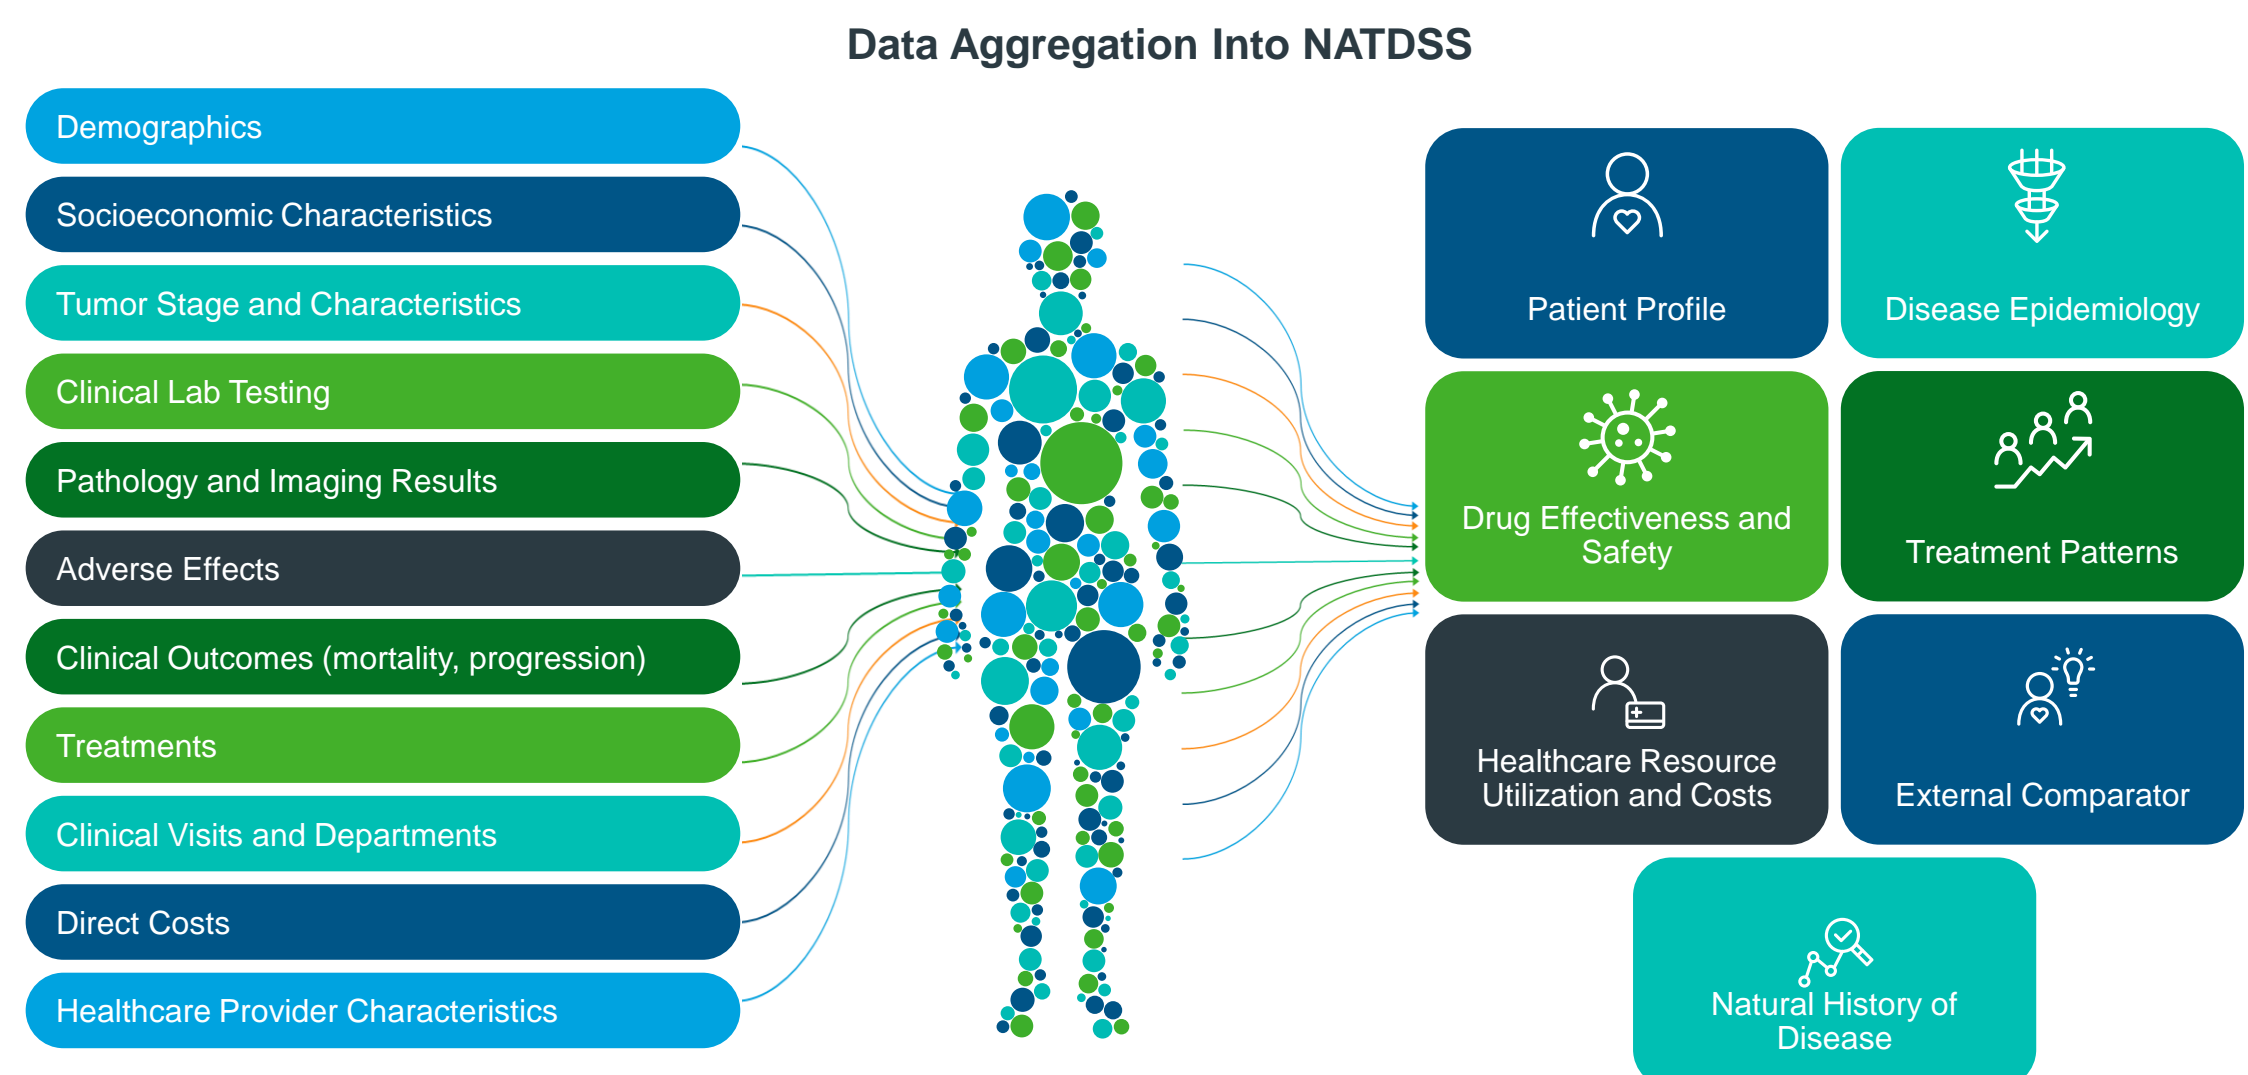 Data Aggregation Into NATDSS
Demographics
Socioeconomic Characteristics
Tumor Stage and Characteristics
Clinical Lab Testing
Pathology and Imaging Results
Adverse Effects
Clinical Outcomes (mortality, progression)
Treatments
Clinical Visits and Departments
Direct Costs
Healthcare Provider Characteristics
Patient Profile
Disease Epidemiology
Drug Effectiveness and
Safety
Treatment Patterns
Healthcare Resource
Utilization and Costs
External Comparator
Natural History of
Disease